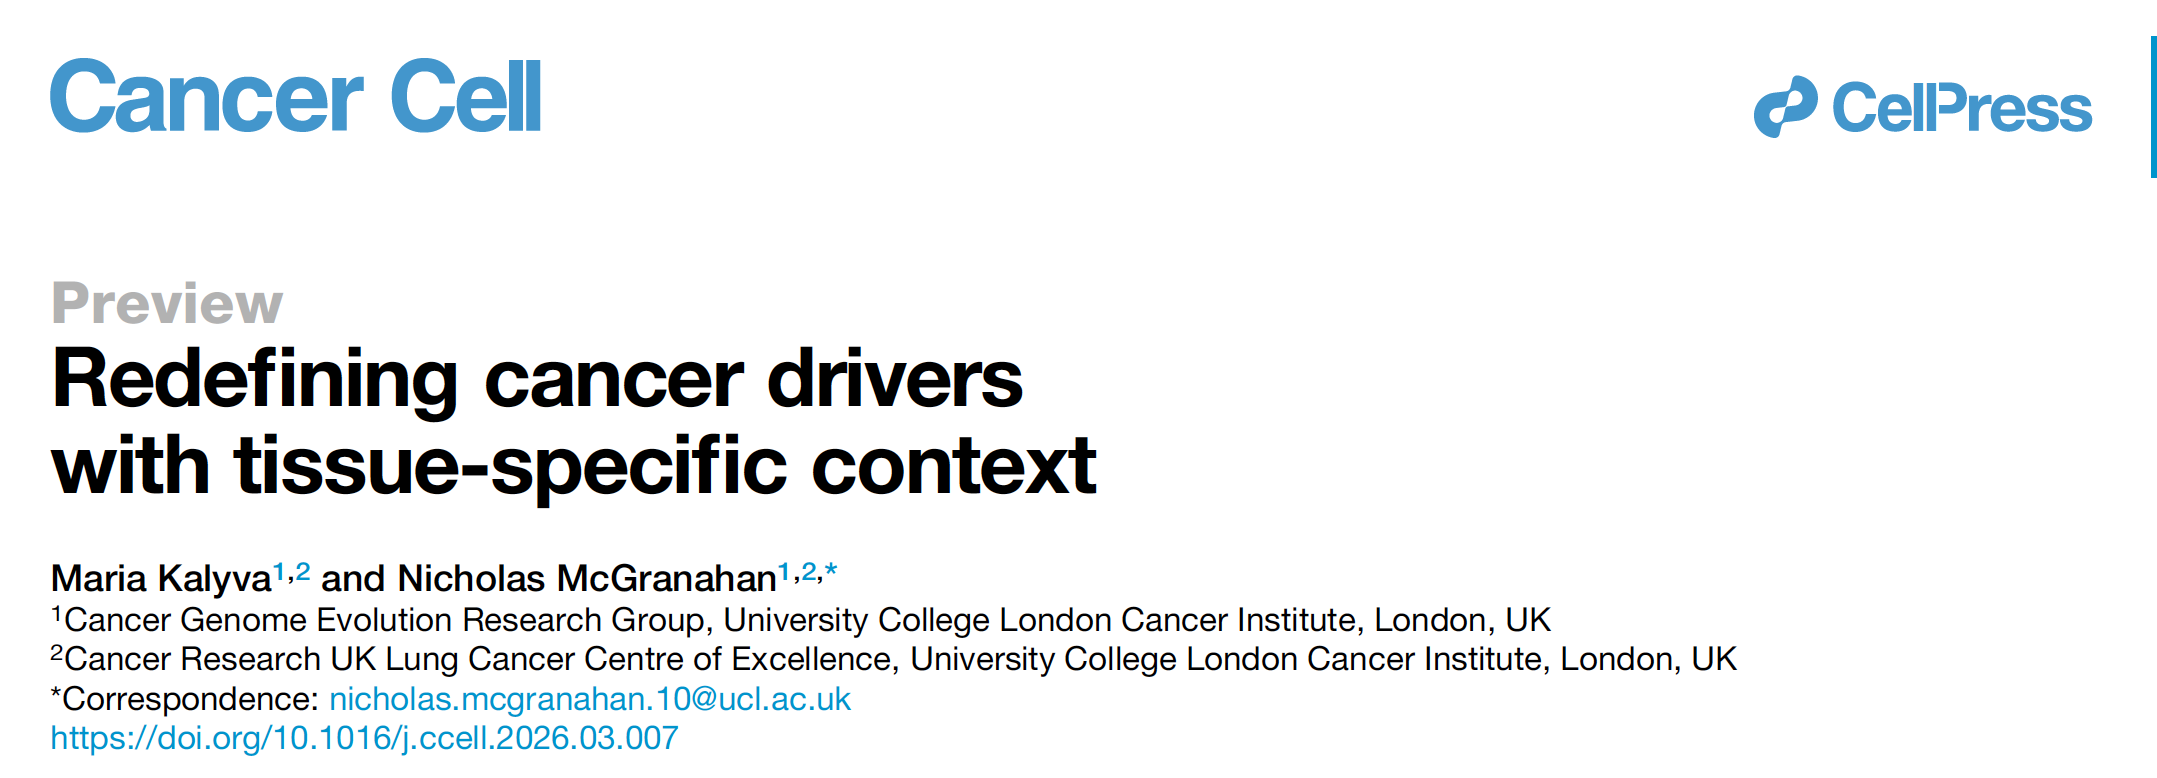 Cancer Cell
CellPress
Preview
Redefining cancer drivers
with tissue-specific context
Maria Kalyva1,2 and Nicholas McGranahan1,2,*
1Cancer Genome Evolution Research Group, University College London Cancer Institute, London, UK
2Cancer Research UK Lung Cancer Centre of Excellence, University College London Cancer Institute, London, UK
*Correspondence: nicholas.mcgranahan.10@ucl.ac.uk
https://doi.org/10.1016/j.ccell.2026.03.007